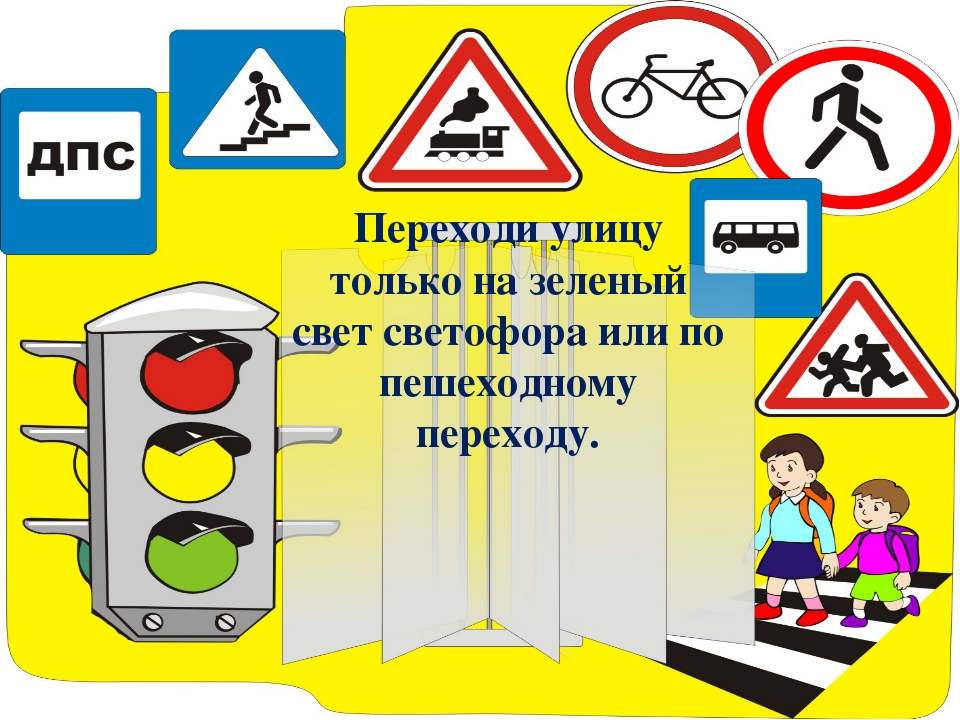 ДПС
Переходи улицу
только на зеленый
свет светофора или по
пешеходному
переходу.